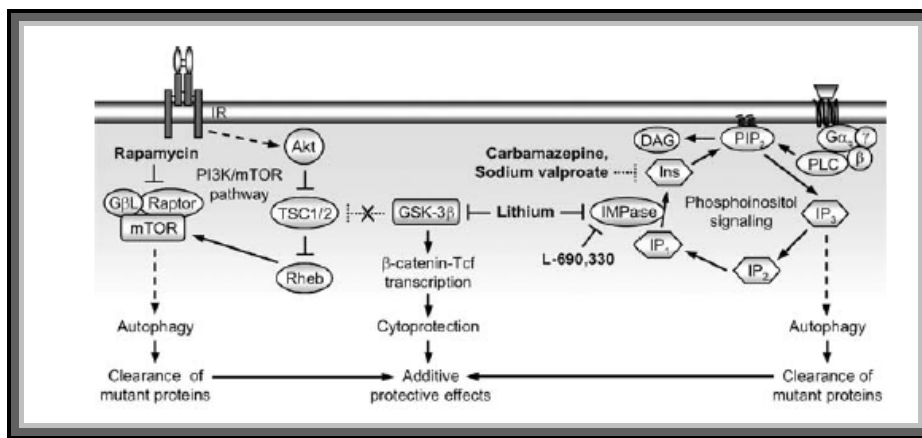 IR
Rapamycin
GβL
Raptor
mTOR
PI3K/mTOR
pathway
Akt
TSC1/2
Rheb
GSK-3β
Lithium
β-catenin-Tcf
transcription
Cytoprotection
Carbamazepine,
Sodium valproate
DAG
PIP2
Gαq
γ
PLC
β
Ins
IMPase
IP1
L-690,330
Phosphoinositol
signaling
IP3
IP2
Autophagy
Autophagy
Clearance of
mutant proteins
Additive
protective effects
Clearance of
mutant proteins